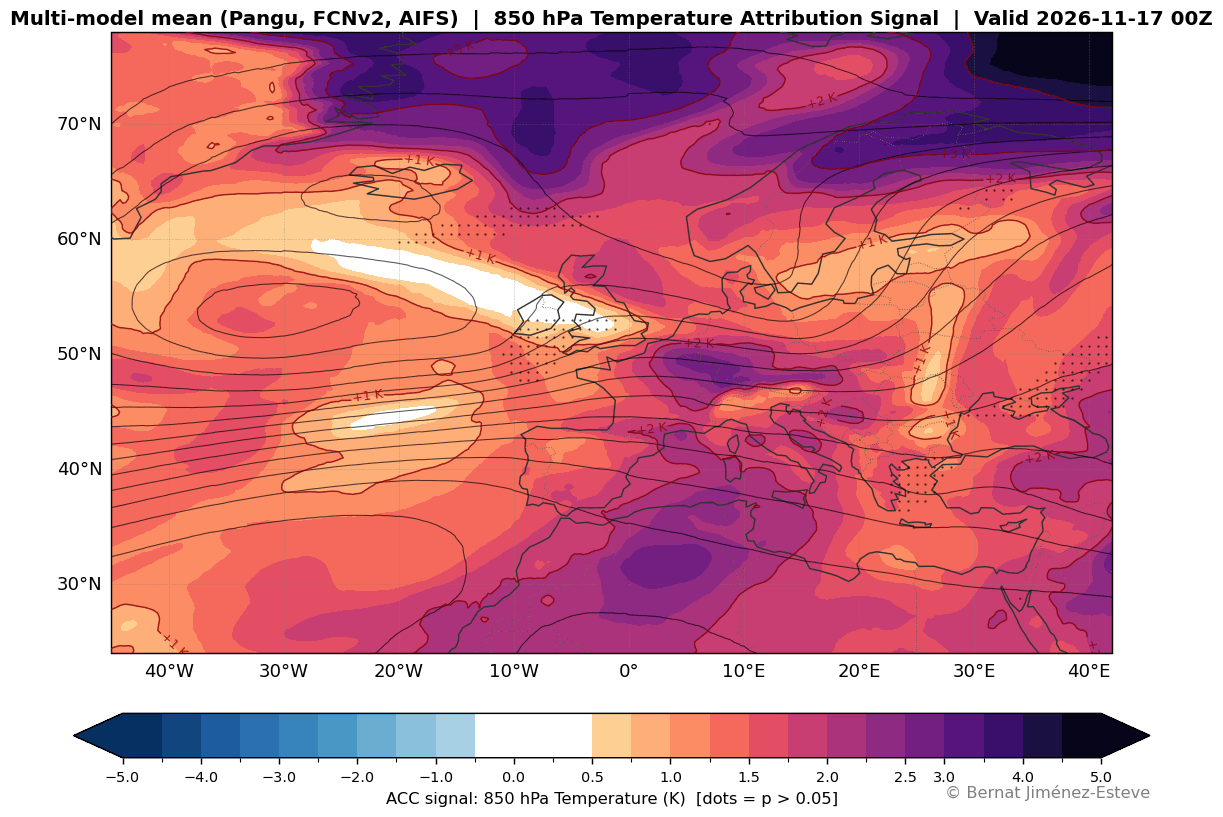 Multi-model mean (Pangu, FCNv2, AIFS) | 850 hPa Temperature Attribution Signal | Valid 2026-11-17 00Z
70°N
60°N
50°N
40°N
30°N
+2 K
+1 K
+2 K
+1 K
+1 K
+2 K
+1 K
+1 K
+2 K
+2 K
+1 K
+2 K
+1 K
40°W 30°W 20°W 10°W 0° 10°E 20°E 30°E 40°E
−5.0 −4.0 −3.0 −2.0 −1.0 0.0 0.5 1.0 1.5 2.0 2.5 3.0 4.0 5.0
ACC signal: 850 hPa Temperature (K) [dots = p > 0.05]
© Bernat Jiménez-Esteve